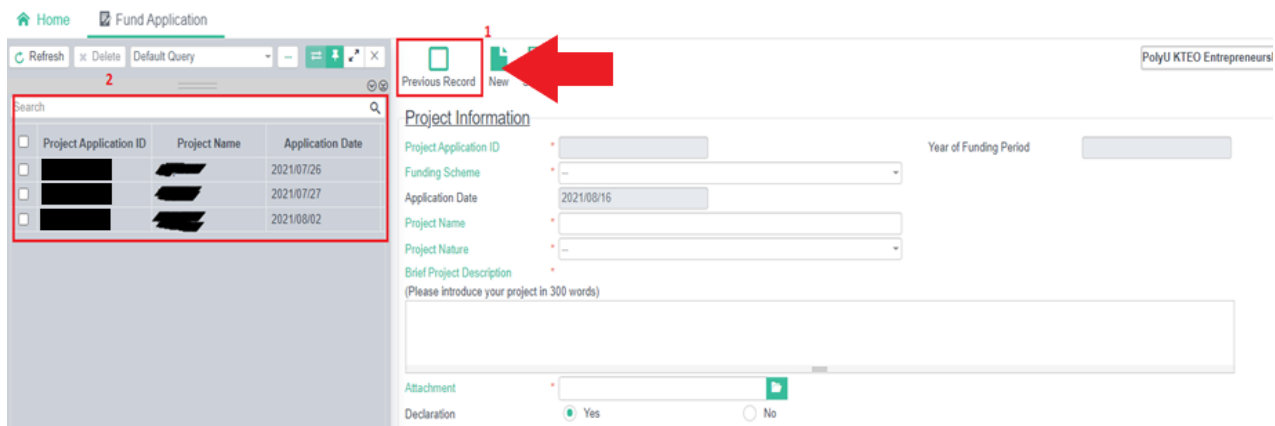 Home Fund Application
1
Refresh Delete Default Query
PolyU KTEO Entrepreneurs
2
Previous Record New
Search
Project Information
Project Application ID Project Name Application Date
Project Application ID * Year of Funding Period
2021/07/26
Funding Scheme * --
2021/07/27
Application Date 2021/08/16
2021/08/02
Project Name *
Project Nature * --
Brief Project Description *
(Please introduce your project in 300 words)
Attachment *
Declaration Yes No